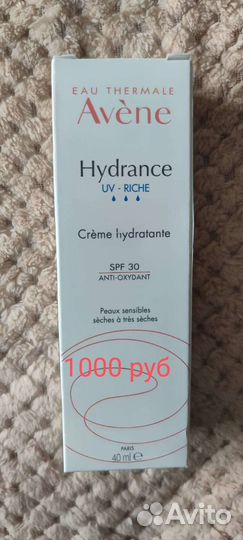 EAU THERMALE
Avène
Hydrance
UV - RICHE
Crème hydratante
SPF 30
ANTI-OXYDANT
Peaux sensibles
sèches à très sèches
1000 руб
PARIS
40 ml ℮
Avito